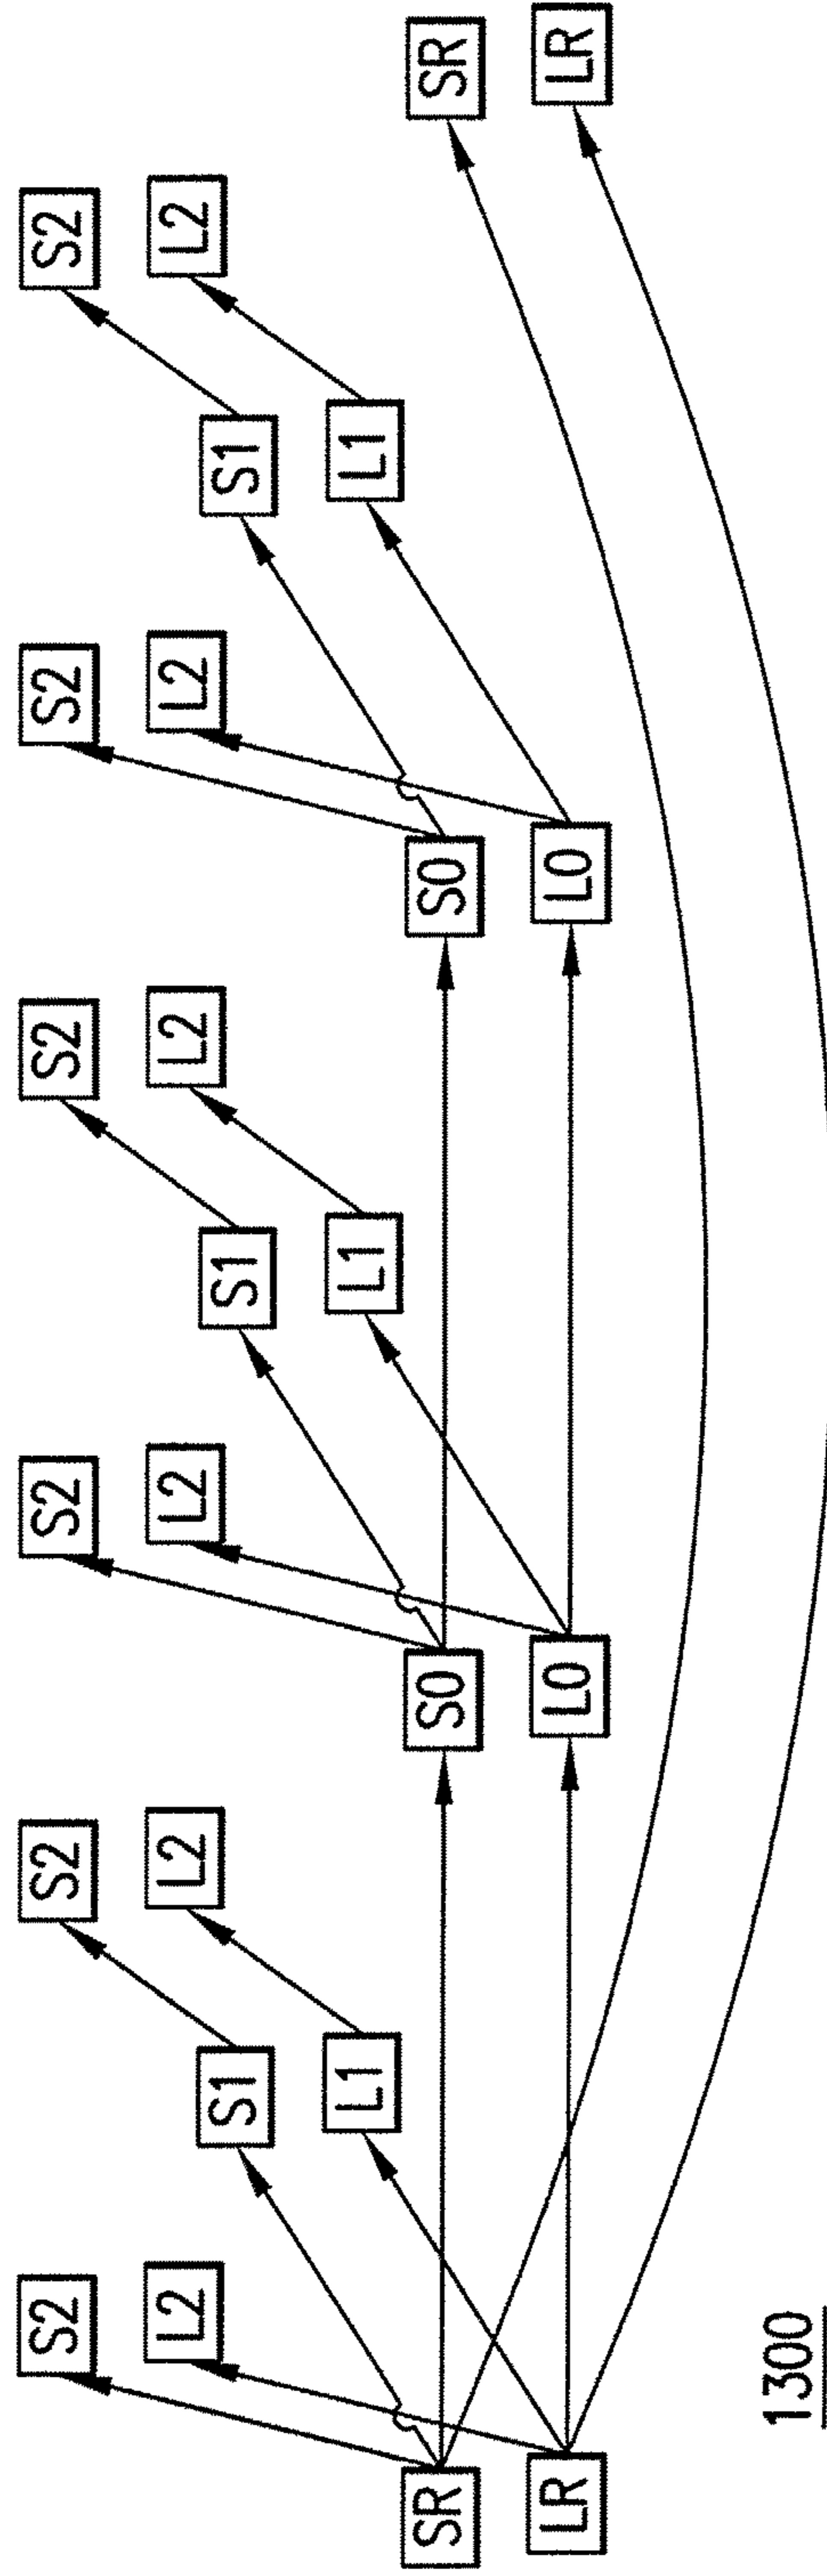 S2 S2 S2 S2 S2 S2
L2 L2 L2 L2 L2 L2
S1 S1 S1
L1 L1 L1
SR S0 S0 SR
LR L0 L0 LR
1300